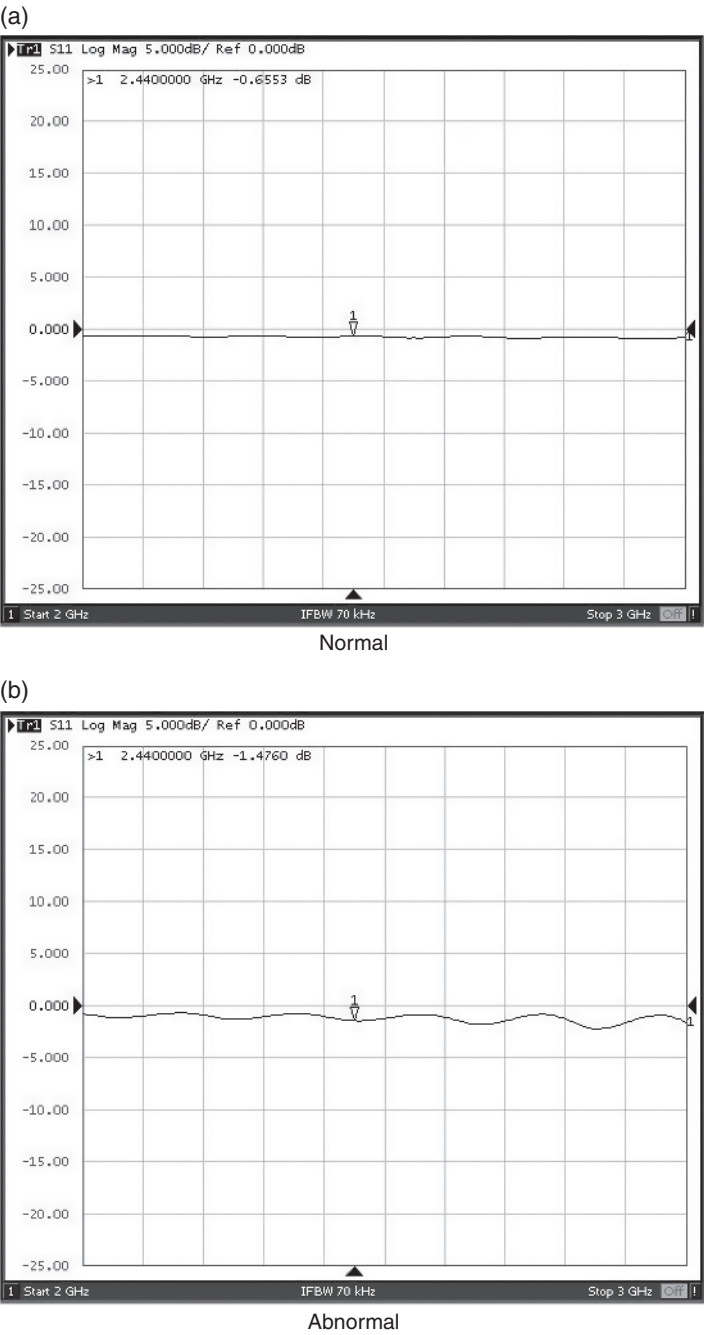 (a)
Tr1 S11 Log Mag 5.000dB/ Ref 0.000dB
25.00
>1 2.4400000 GHz -0.6553 dB
20.00
15.00
10.00
5.000
1
0.000
1
-5.000
-10.00
-15.00
-20.00
-25.00
1 Start 2 GHz IFBW 70 kHz Stop 3 GHz Off !
Normal
(b)
Tr1 S11 Log Mag 5.000dB/ Ref 0.000dB
25.00
>1 2.4400000 GHz -1.4760 dB
20.00
15.00
10.00
5.000
1
0.000
1
-5.000
-10.00
-15.00
-20.00
-25.00
1 Start 2 GHz IFBW 70 kHz Stop 3 GHz Off !
Abnormal